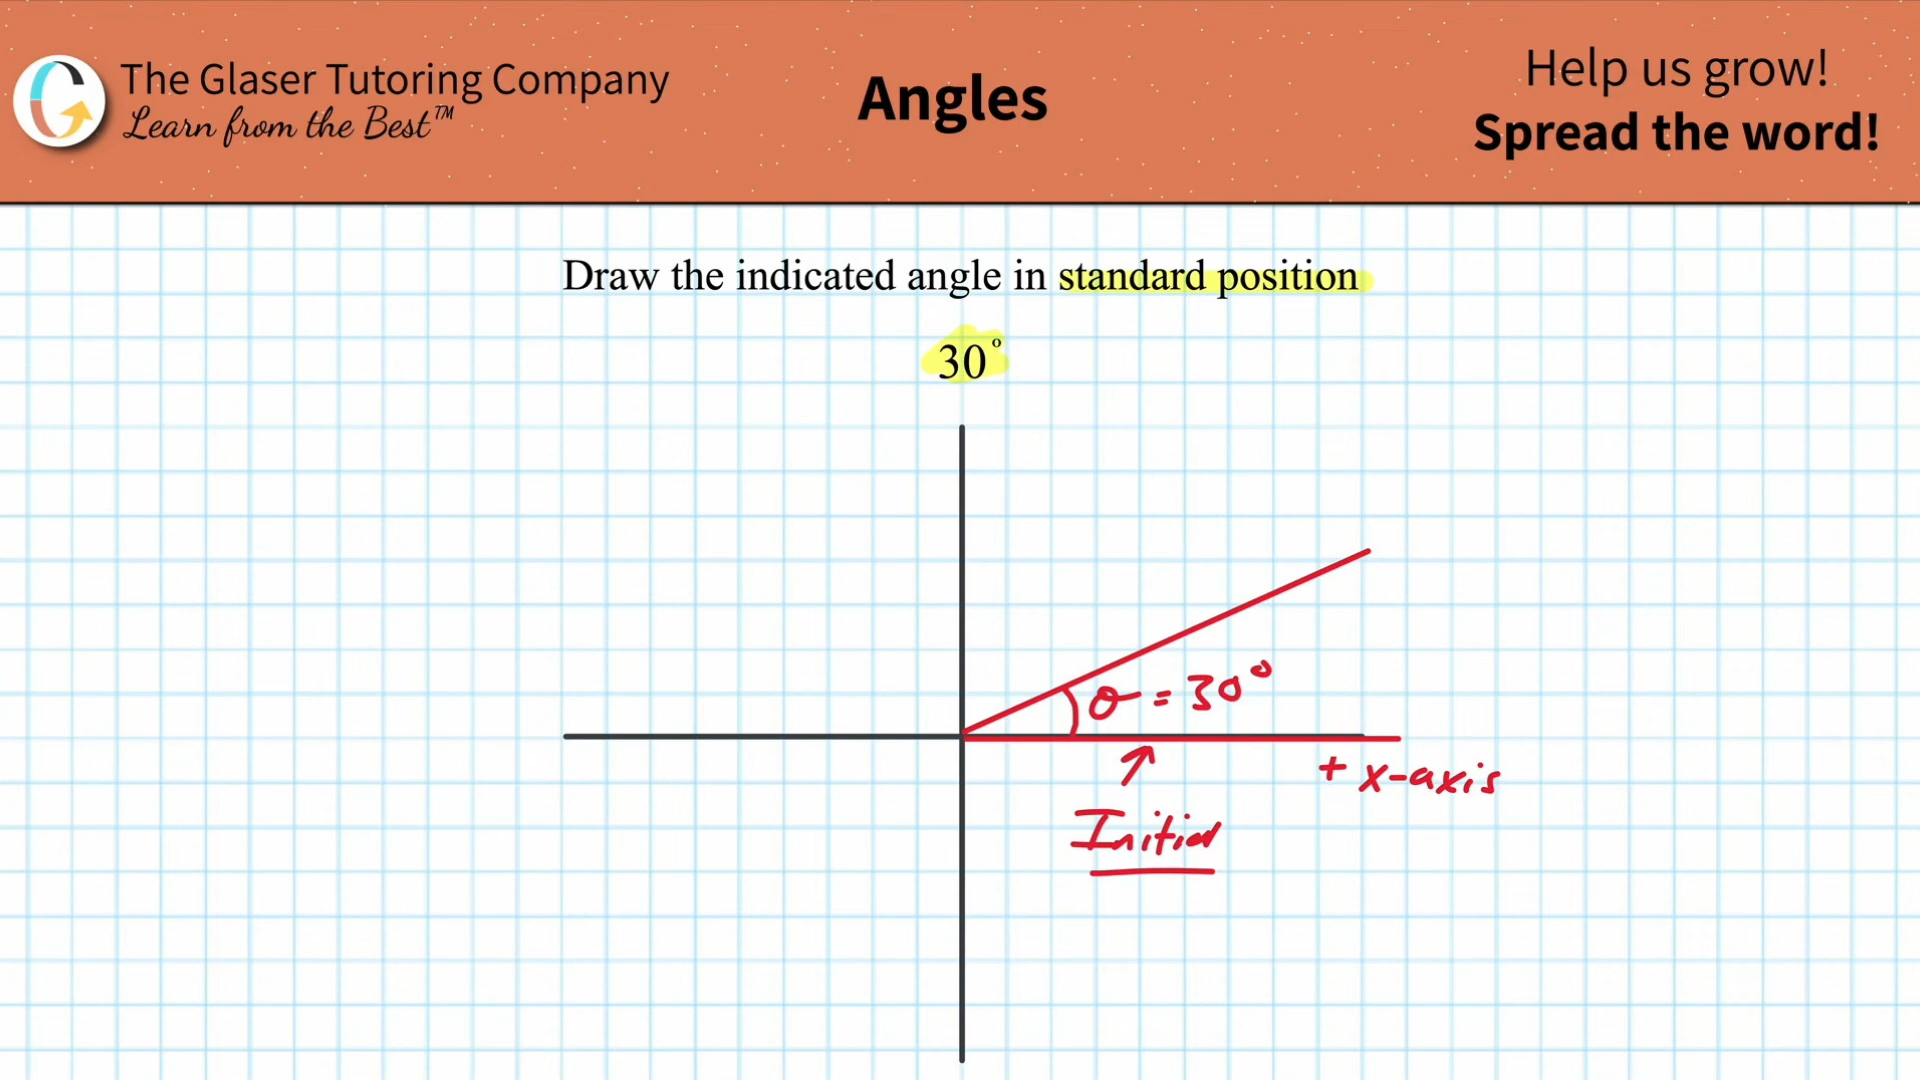 The Glaser Tutoring Company
Learn from the Best™
Angles
Help us grow!
Spread the word!
Draw the indicated angle in standard position
30°
θ = 30°
+ x-axis
Initial